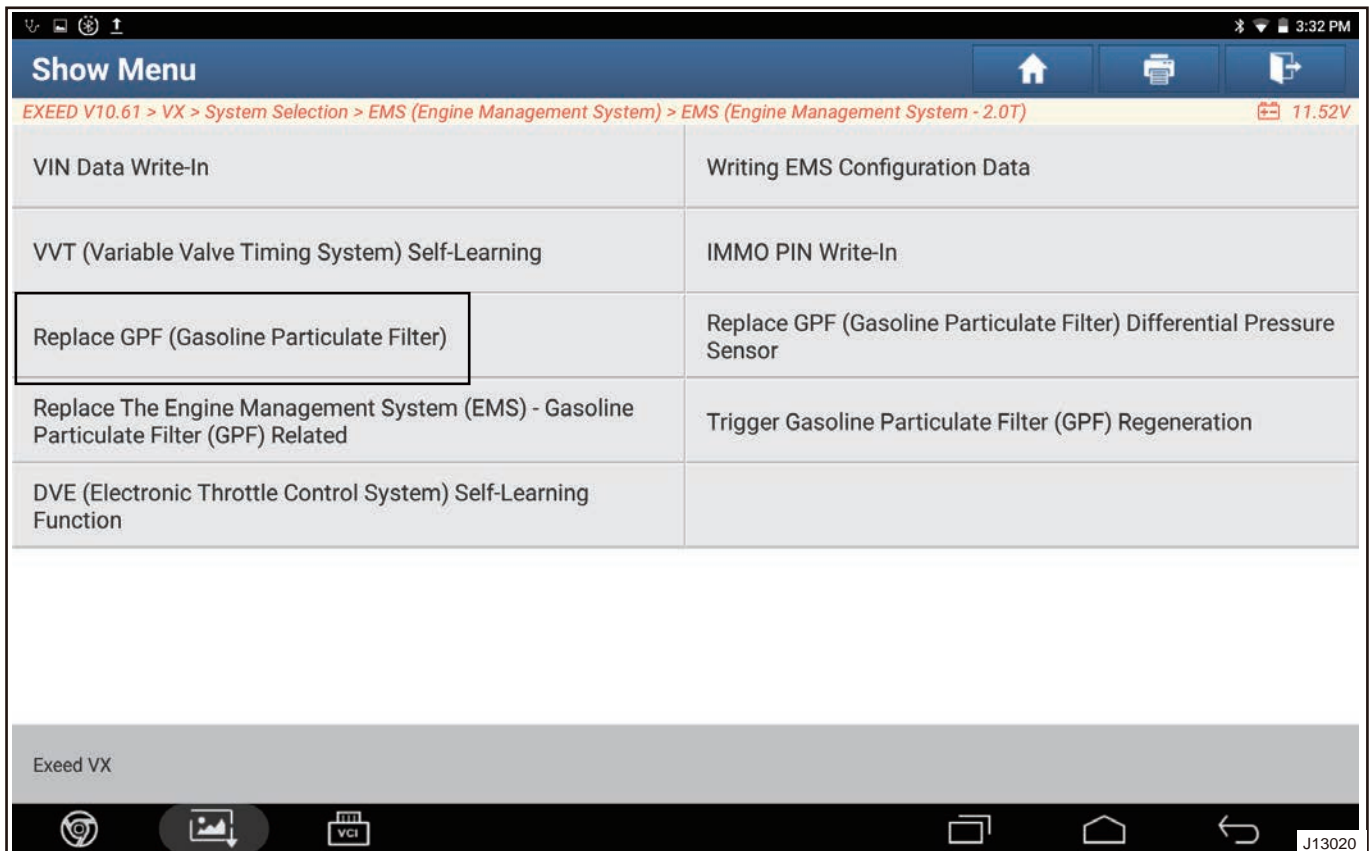 3:32 PM
Show Menu
EXEED V10.61 > VX > System Selection > EMS (Engine Management System) > EMS (Engine Management System - 2.0T)
11.52V
VIN Data Write-In
Writing EMS Configuration Data
VVT (Variable Valve Timing System) Self-Learning
IMMO PIN Write-In
Replace GPF (Gasoline Particulate Filter)
Replace GPF (Gasoline Particulate Filter) Differential Pressure
Sensor
Replace The Engine Management System (EMS) - Gasoline
Particulate Filter (GPF) Related
Trigger Gasoline Particulate Filter (GPF) Regeneration
DVE (Electronic Throttle Control System) Self-Learning
Function
Exeed VX
VCI
J13020